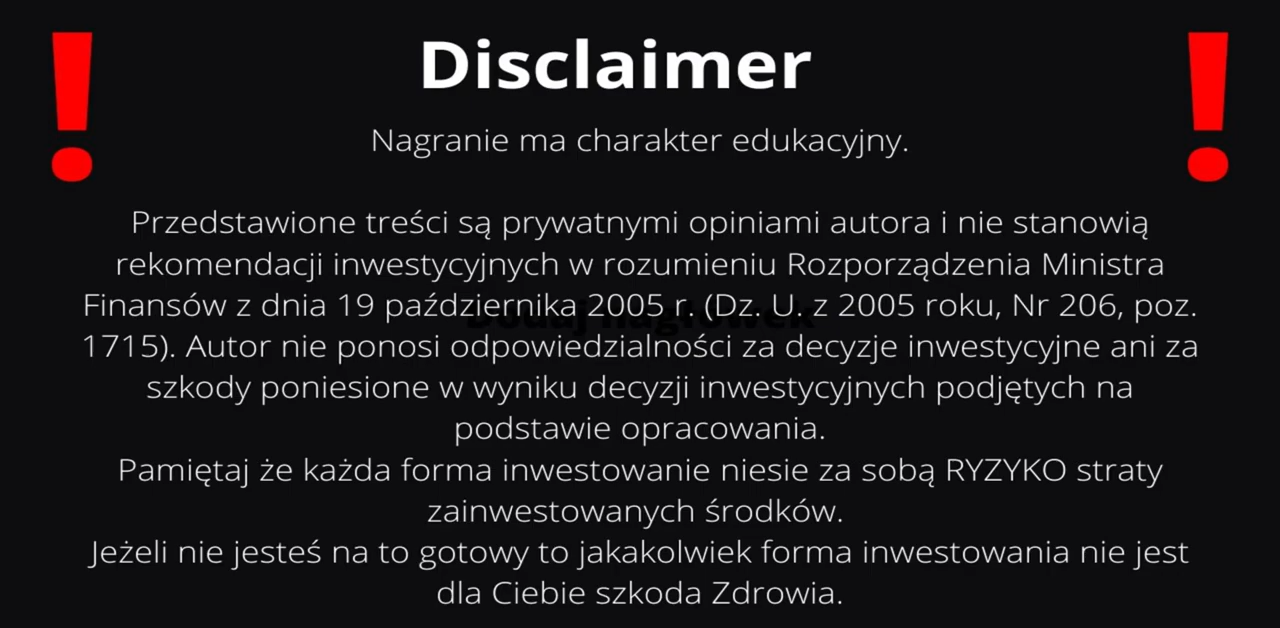 Disclaimer
Nagranie ma charakter edukacyjny.
Przedstawione treści są prywatnymi opiniami autora i nie stanowią
rekomendacji inwestycyjnych w rozumieniu Rozporządzenia Ministra
Finansów z dnia 19 października 2005 r. (Dz. U. z 2005 roku, Nr 206, poz.
1715). Autor nie ponosi odpowiedzialności za decyzje inwestycyjne ani za
szkody poniesione w wyniku decyzji inwestycyjnych podjętych na
podstawie opracowania.
Pamiętaj że każda forma inwestowanie niesie za sobą RYZYKO straty
zainwestowanych środków.
Jeżeli nie jesteś na to gotowy to jakakolwiek forma inwestowania nie jest
dla Ciebie szkoda Zdrowia.
Dodaj nagłówek